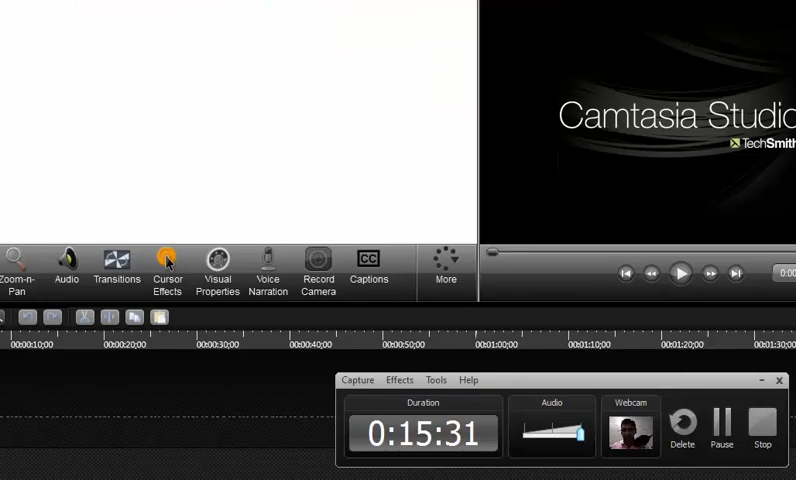 Camtasia Studio
TechSmith
Zoom-n-
Pan
Audio
Transitions
Cursor
Effects
Visual
Properties
Voice
Narration
Record
Camera
CC
Captions
More
0:00
00:00:10;00
00:00:20;00
00:00:30;00
00:00:40;00
00:00:50;00
00:01:00;00
00:01:10;00
00:01:20;00
00:01:30;00
Capture
Effects
Tools
Help
Duration
0:15:31
Audio
Webcam
Delete
Pause
Stop